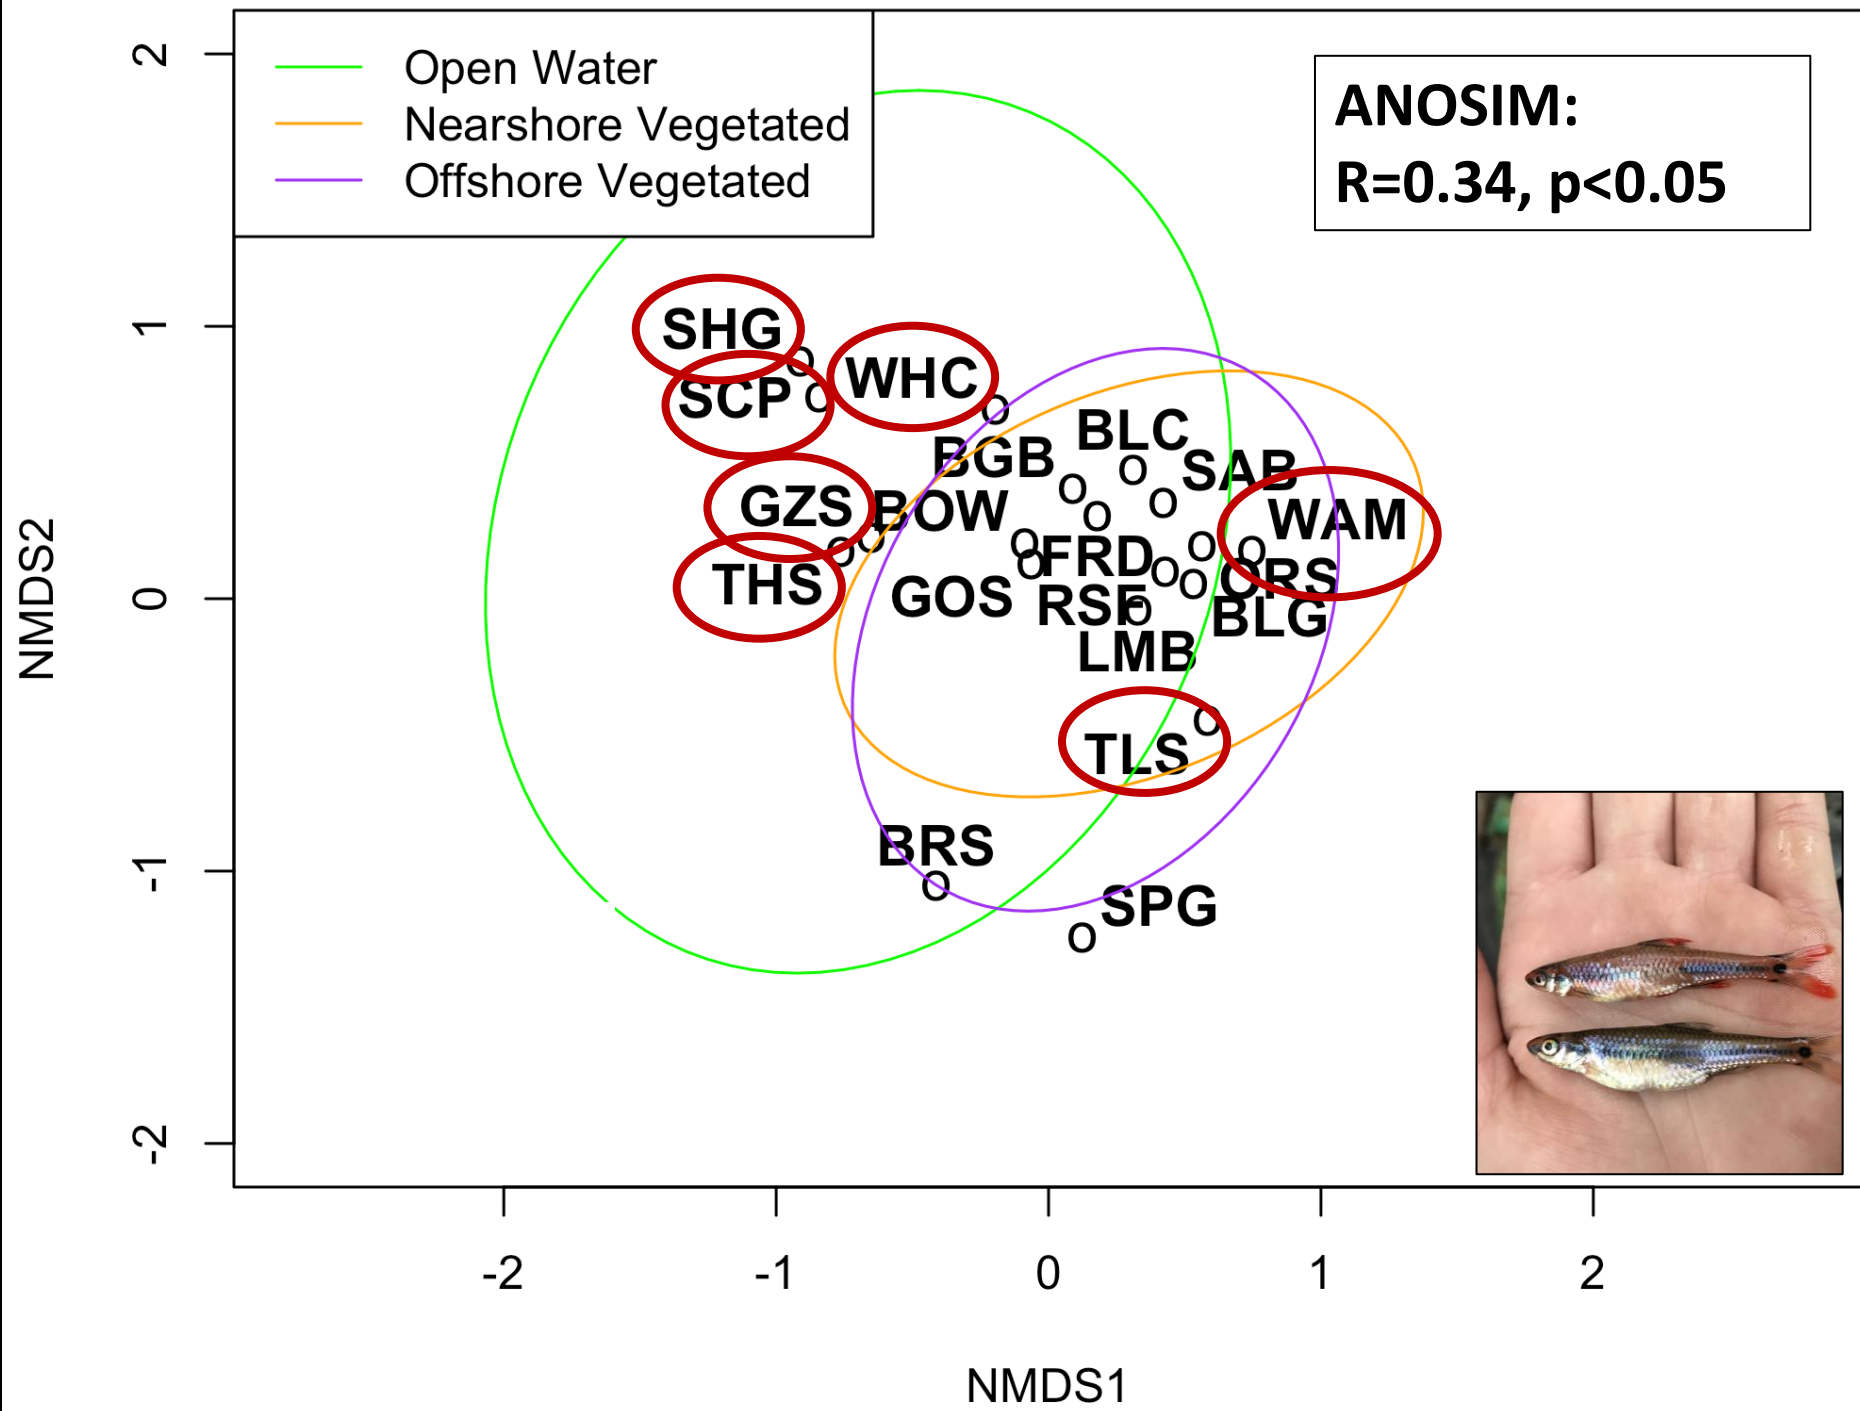 Open Water
Nearshore Vegetated
Offshore Vegetated
ANOSIM:
R=0.34, p<0.05
2
1
0
-1
-2
NMDS2
SHG
SCP
WHC
GZS
THS
BGB
BLC
SAB
BOW
WAM
FRD
GOS
RSF
ORS
BLG
LMB
TLS
BRS
SPG
-2
-1
0
1
2
NMDS1